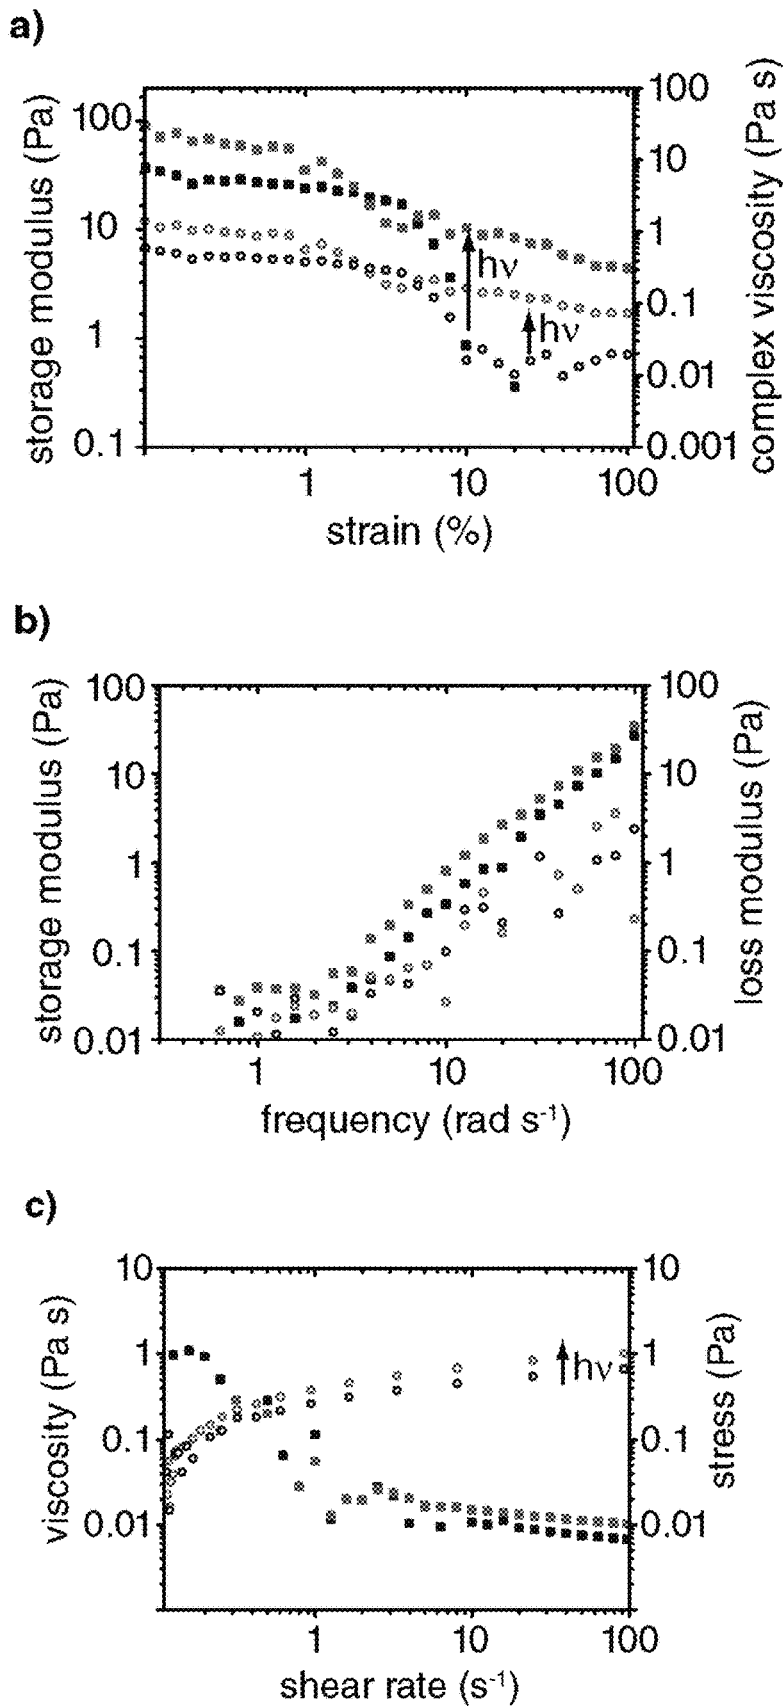 a)
storage modulus (Pa)
complex viscosity (Pa s)
100
10
1
0.1
100
10
1
0.1
0.01
0.001
hν
hν
1
10
100
strain (%)
b)
storage modulus (Pa)
loss modulus (Pa)
100
10
1
0.1
0.01
100
10
1
0.1
0.01
1
10
100
frequency (rad s⁻¹)
c)
viscosity (Pa s)
stress (Pa)
10
1
0.1
0.01
10
1
0.1
0.01
hν
1
10
100
shear rate (s⁻¹)